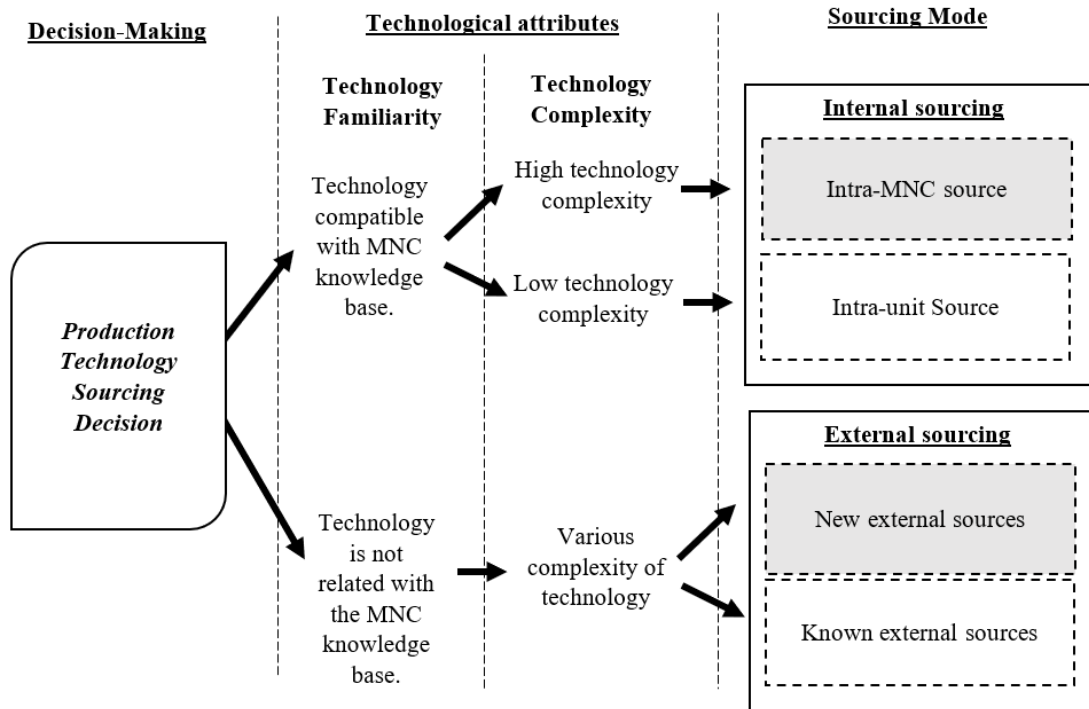 Decision-Making
Technological attributes
Sourcing Mode
Technology
Familiarity
Technology
Complexity
Internal sourcing
High technology
complexity
Intra-MNC source
Technology
compatible
with MNC
knowledge
base.
Low technology
complexity
Intra-unit Source
Production
Technology
Sourcing
Decision
External sourcing
New external sources
Technology
is not
related with
the MNC
knowledge
base.
Various
complexity of
technology
Known external sources